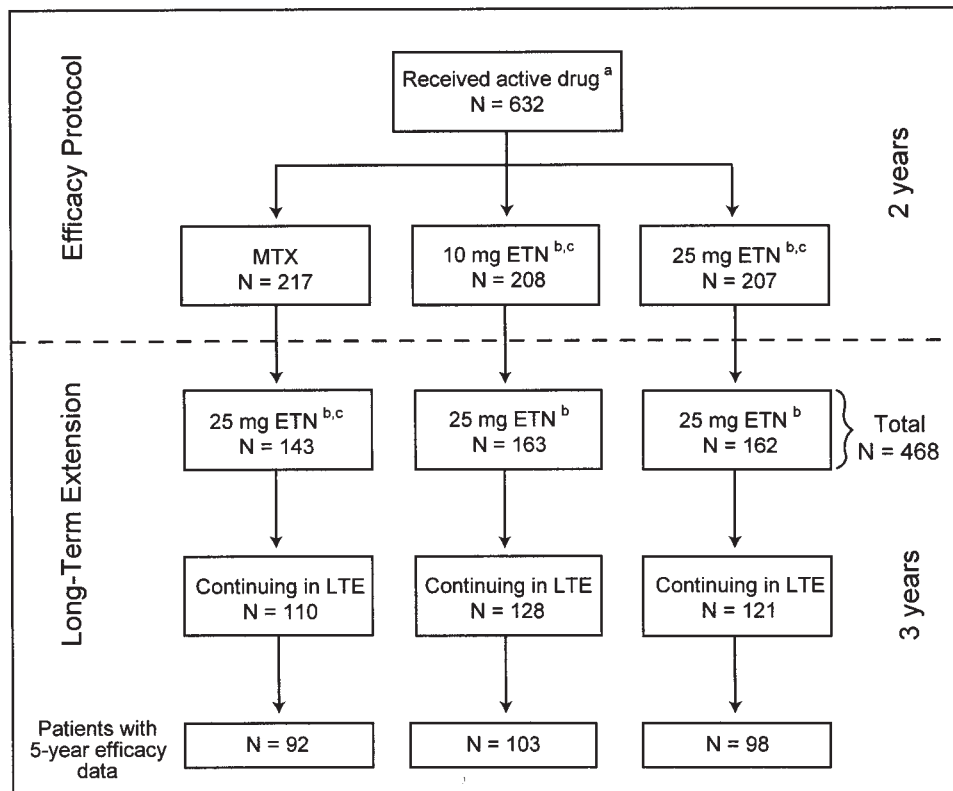 Received active drug a
N = 632
Efficacy Protocol
2 years
MTX
N = 217
10 mg ETN b,c
N = 208
25 mg ETN b,c
N = 207
Long-Term Extension
3 years
25 mg ETN b,c
N = 143
25 mg ETN b
N = 163
25 mg ETN b
N = 162
Total
N = 468
Continuing in LTE
N = 110
Continuing in LTE
N = 128
Continuing in LTE
N = 121
Patients with
5-year efficacy
data
N = 92
N = 103
N = 98